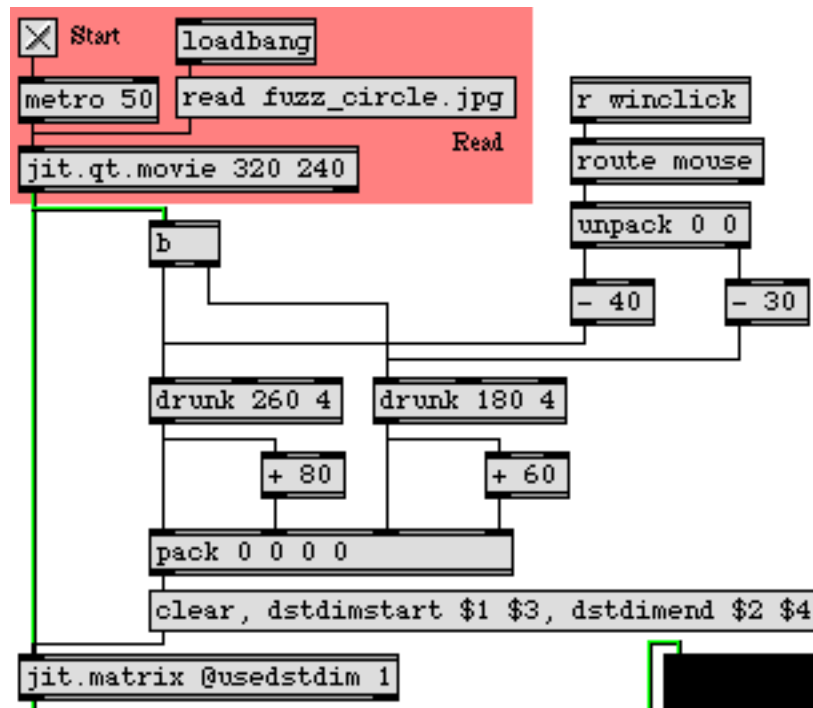 Start
loadbang
metro 50
read fuzz_circle.jpg
r winclick
Read
route mouse
jit.qt.movie 320 240
unpack 0 0
b
- 40
- 30
drunk 260 4
drunk 180 4
+ 80
+ 60
pack 0 0 0 0
clear, dstdimstart $1 $3, dstdimend $2 $4
jit.matrix @usedstdim 1